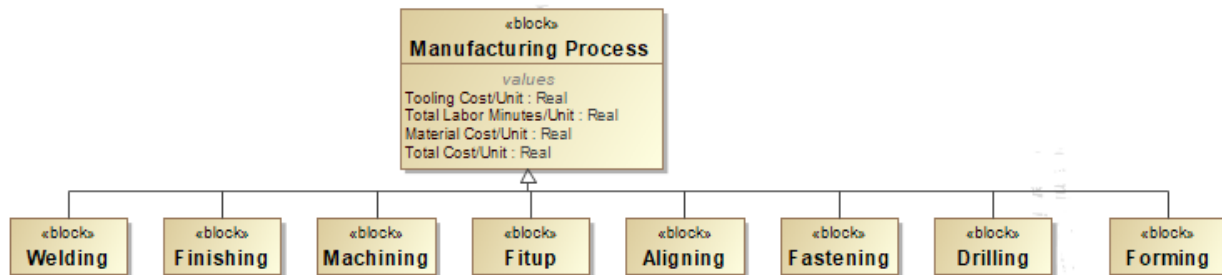 «block»
Manufacturing Process
values
Tooling Cost/Unit : Real
Total Labor Minutes/Unit : Real
Material Cost/Unit : Real
Total Cost/Unit : Real
«block» «block» «block» «block» «block» «block» «block» «block»
Welding Finishing Machining Fitup Aligning Fastening Drilling Forming